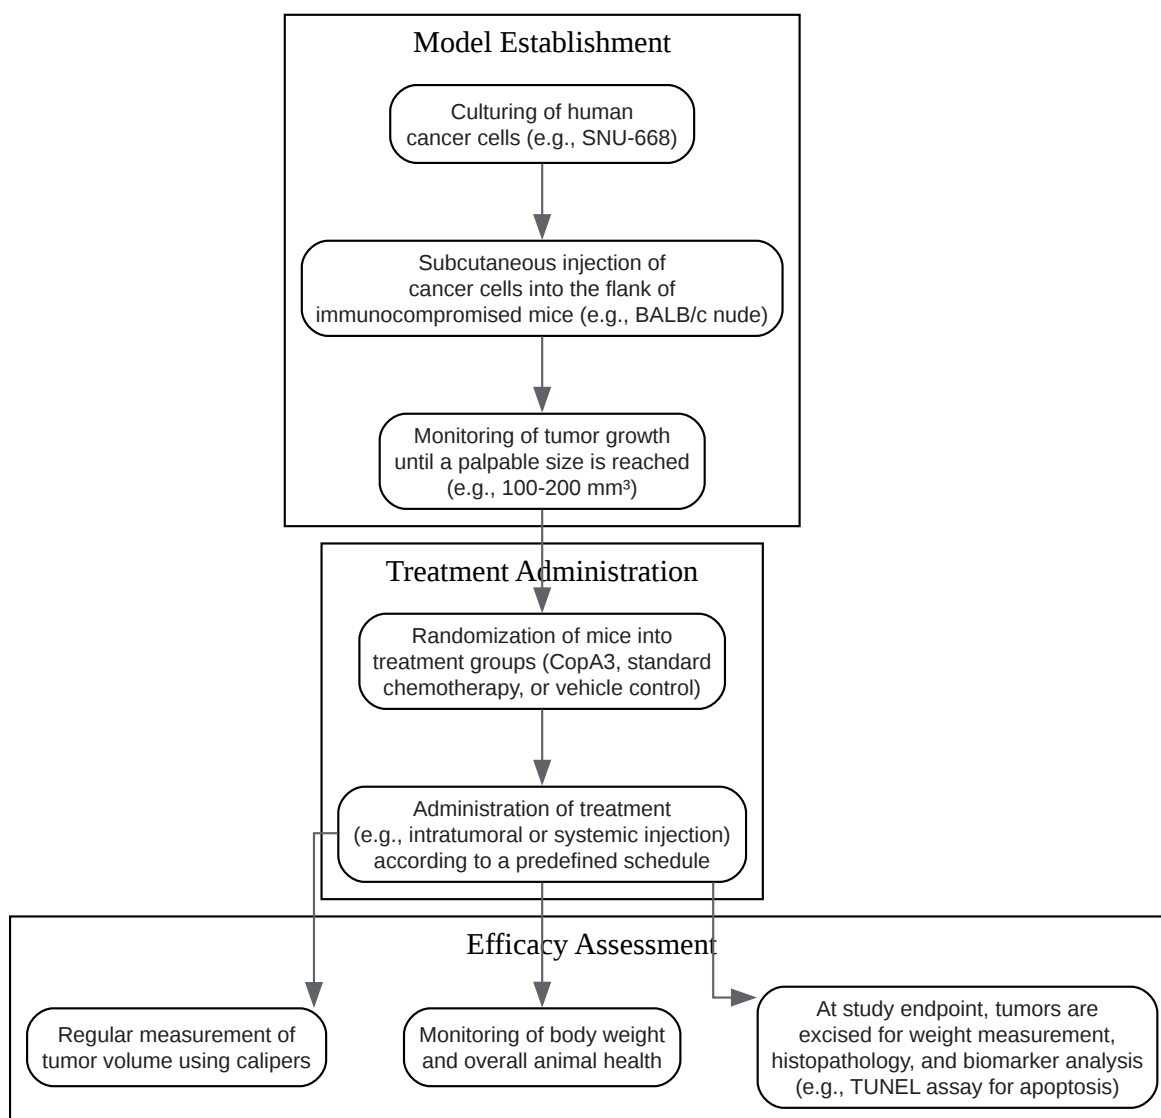 Model Establishment
Culturing of human
cancer cells (e.g., SNU-668)
Subcutaneous injection of
cancer cells into the flank of
immunocompromised mice (e.g., BALB/c nude)
Monitoring of tumor growth
until a palpable size is reached
(e.g., 100-200 mm³)
Treatment Administration
Randomization of mice into
treatment groups (CopA3, standard
chemotherapy, or vehicle control)
Administration of treatment
(e.g., intratumoral or systemic injection)
according to a predefined schedule
Efficacy Assessment
Regular measurement of
tumor volume using calipers
Monitoring of body weight
and overall animal health
At study endpoint, tumors are
excised for weight measurement,
histopathology, and biomarker analysis
(e.g., TUNEL assay for apoptosis)